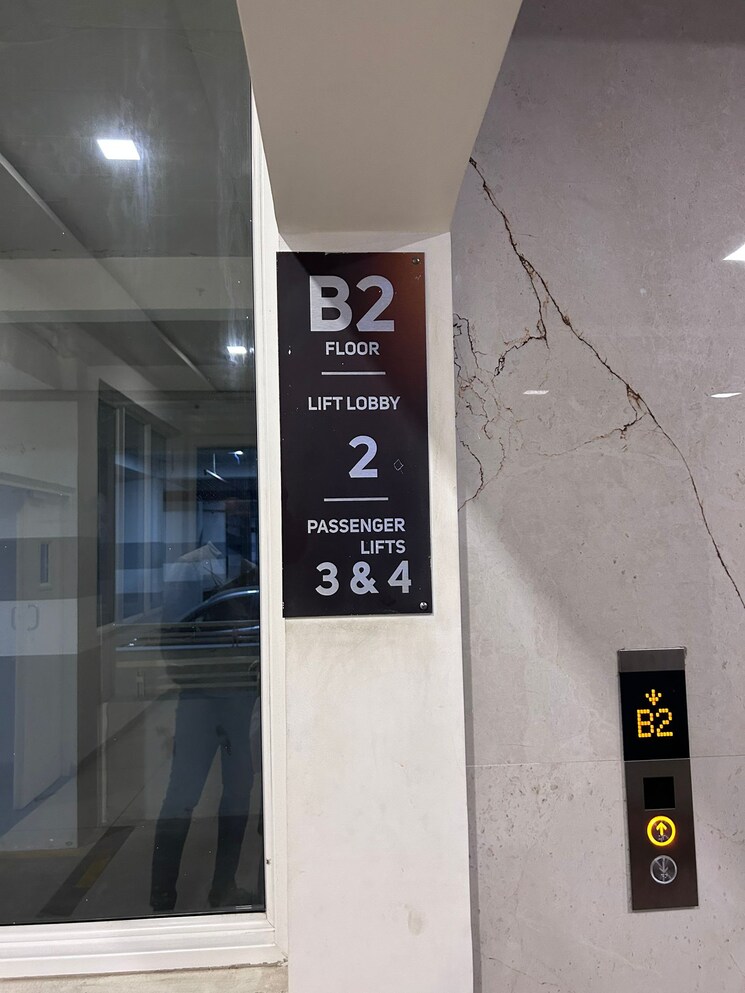 B2
FLOOR
LIFT LOBBY
2
PASSENGER
LIFTS
3 & 4
B2